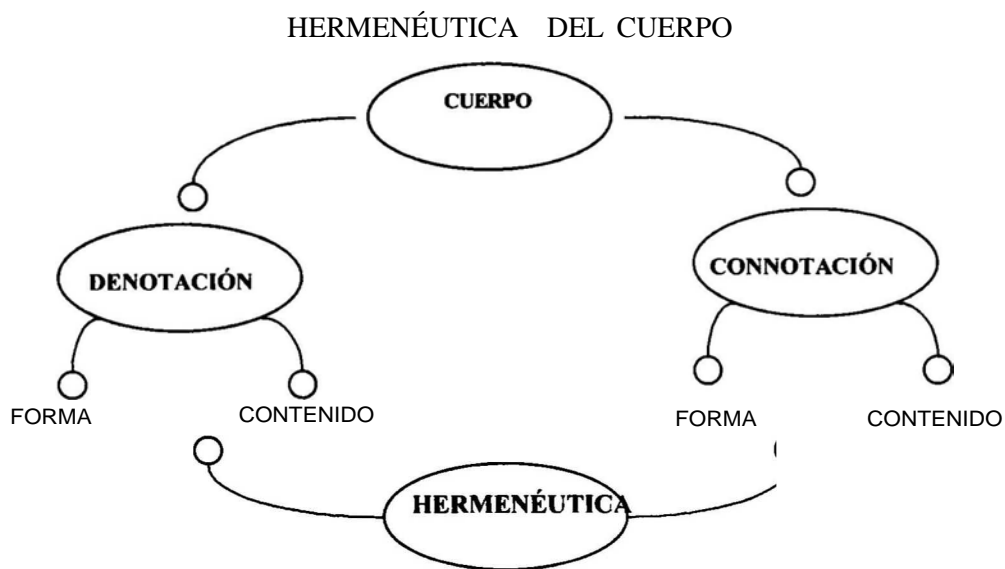 HERMENÉUTICA DEL CUERPO
CUERPO
DENOTACIÓN
CONNOTACIÓN
FORMA
CONTENIDO
FORMA
CONTENIDO
HERMENÉUTICA